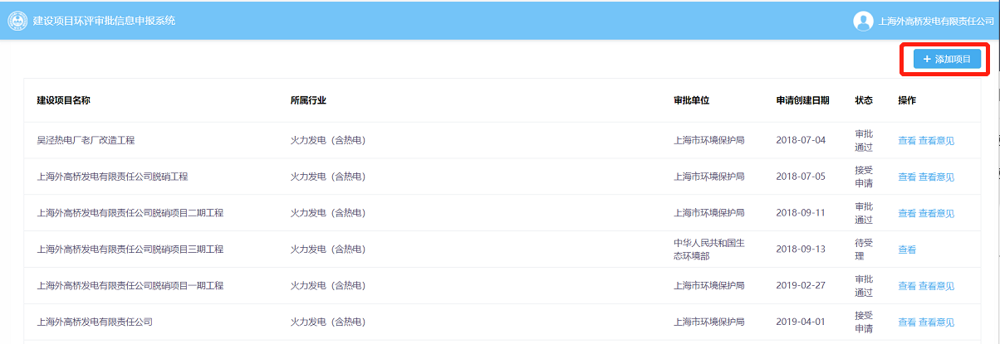 建设项目环评审批信息申报系统
上海外高桥发电有限责任公司
+ 添加项目
建设项目名称 所属行业 审批单位 申请创建日期 状态 操作
吴泾热电厂老厂改造工程 火力发电（含热电） 上海市环境保护局 2018-07-04 审批 查看 查看意见
通过
上海外高桥发电有限责任公司脱硝工程 火力发电（含热电） 上海市环境保护局 2018-07-05 接受 查看 查看意见
申请
上海外高桥发电有限责任公司脱硝项目二期工程 火力发电（含热电） 上海市环境保护局 2018-09-11 审批 查看 查看意见
通过
上海外高桥发电有限责任公司脱硝项目三期工程 火力发电（含热电） 中华人民共和国生 2018-09-13 待受 查看
态环境部 理
上海外高桥发电有限责任公司脱硝项目一期工程 火力发电（含热电） 上海市环境保护局 2019-02-27 审批 查看 查看意见
通过
上海外高桥发电有限责任公司 火力发电（含热电） 上海市环境保护局 2019-04-01 接受 查看 查看意见
申请